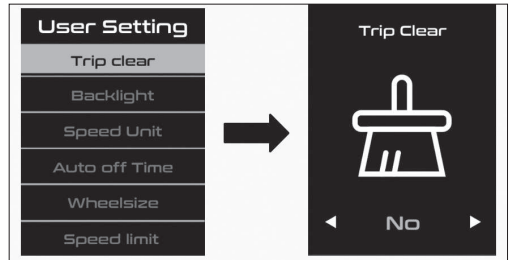 User Setting
Trip clear
Backlight
Speed Unit
Auto off Time
Wheelsize
Speed limit
Trip Clear
No